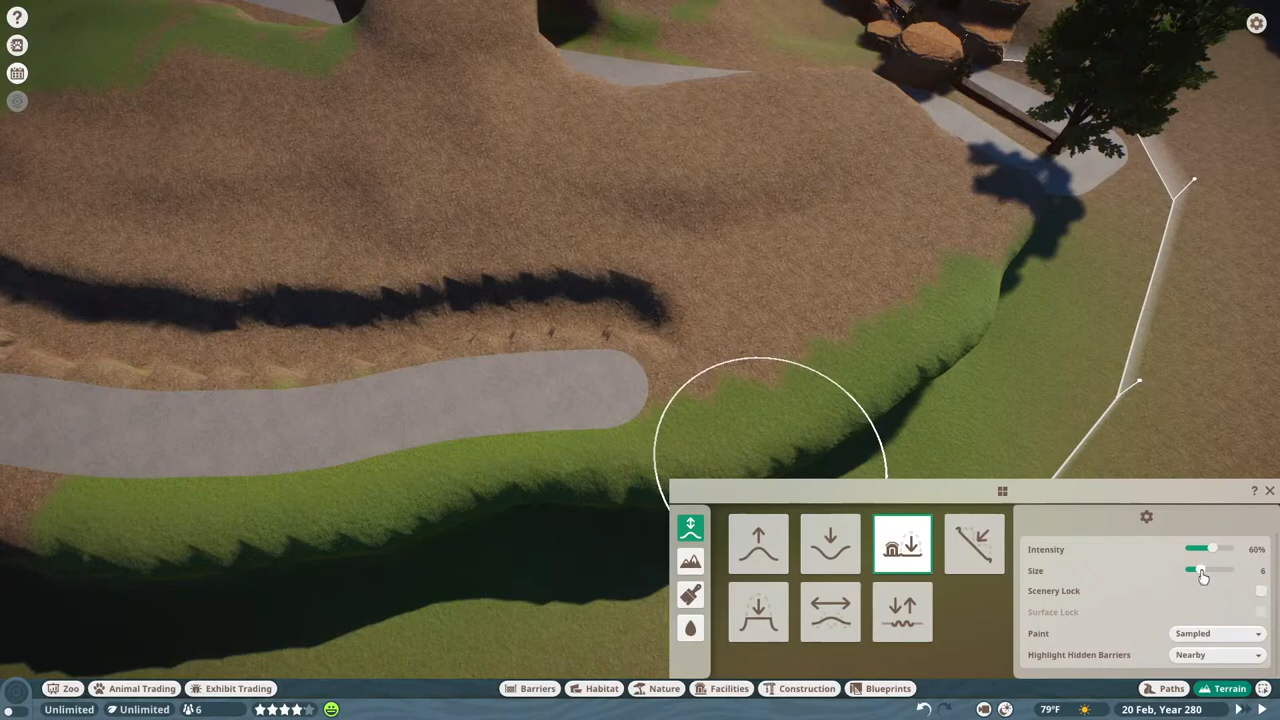 ?
? ×
Intensity 60%
Size 6
Scenery Lock
Surface Lock
Paint Sampled
Highlight Hidden Barriers Nearby
Zoo Animal Trading Exhibit Trading Barriers Habitat Nature Facilities Construction Blueprints Paths Terrain
Unlimited Unlimited 6 79°F 20 Feb, Year 280